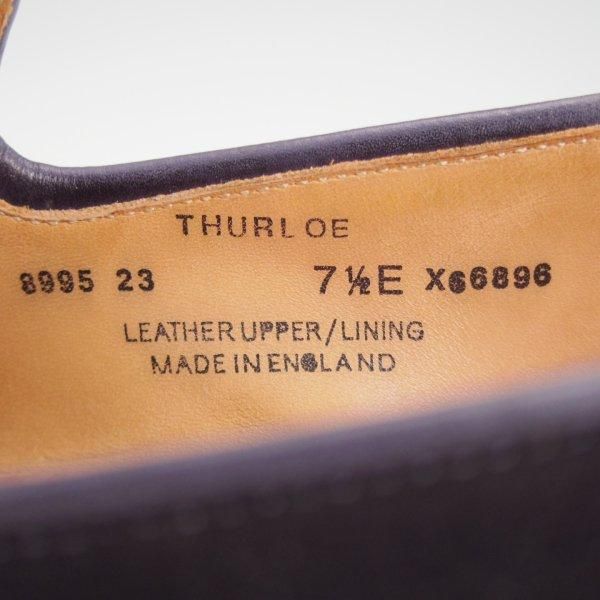 THURLOE
8995 23 7½E X66896
LEATHER UPPER/LINING
MADE IN ENGLAND